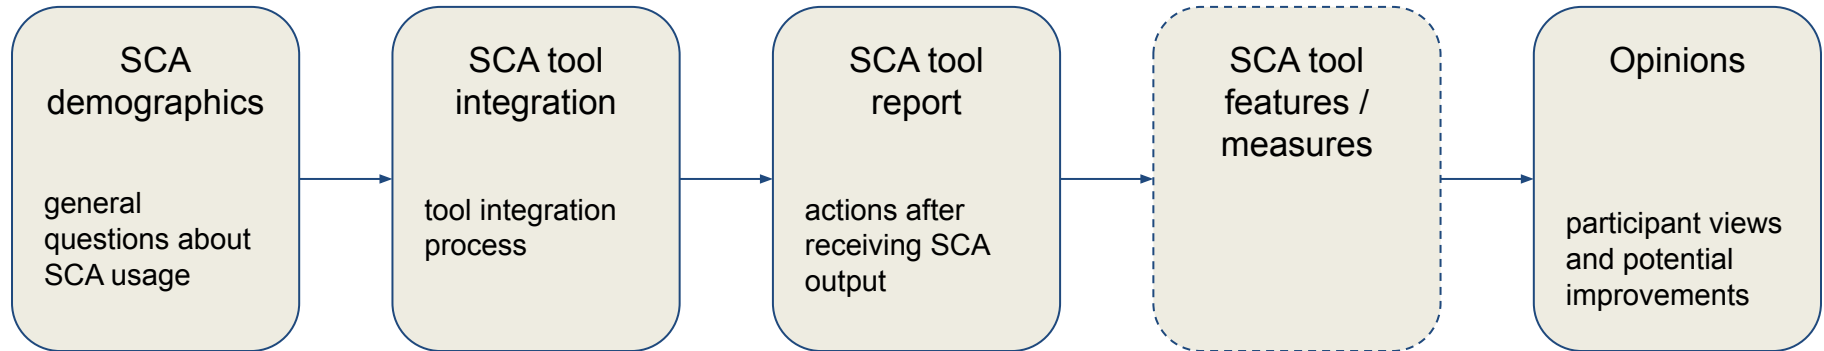 SCA
demographics
general
questions about
SCA usage
SCA tool
integration
tool integration
process
SCA tool
report
actions after
receiving SCA
output
SCA tool
features /
measures
Opinions
participant views
and potential
improvements